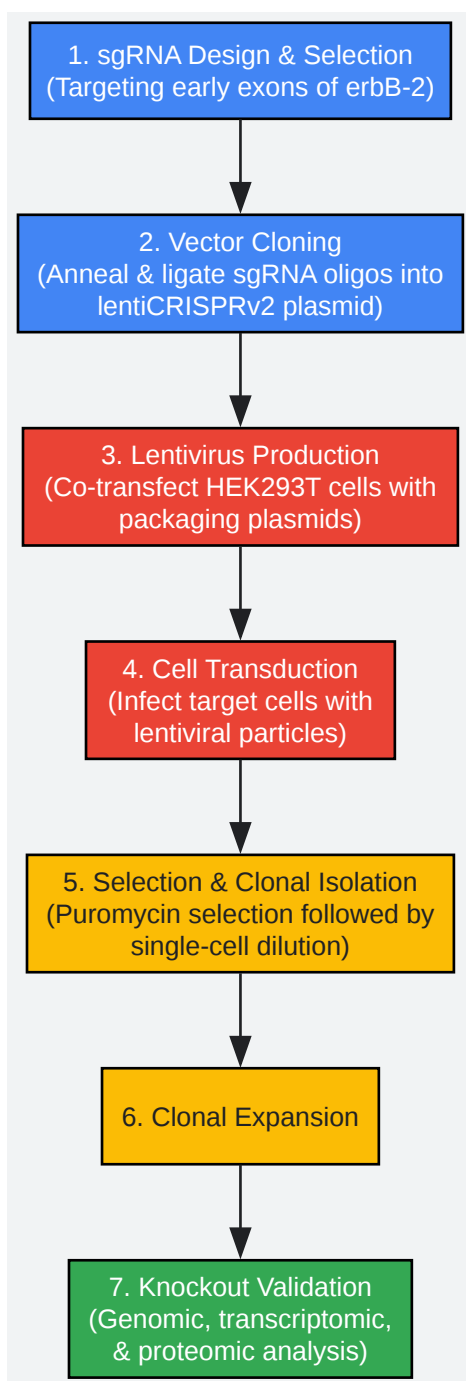 1. sgRNA Design & Selection
(Targeting early exons of erbB-2)
2. Vector Cloning
(Anneal & ligate sgRNA oligos into
lentiCRISPRv2 plasmid)
3. Lentivirus Production
(Co-transfect HEK293T cells with
packaging plasmids)
4. Cell Transduction
(Infect target cells with
lentiviral particles)
5. Selection & Clonal Isolation
(Puromycin selection followed by
single-cell dilution)
6. Clonal Expansion
7. Knockout Validation
(Genomic, transcriptomic,
& proteomic analysis)